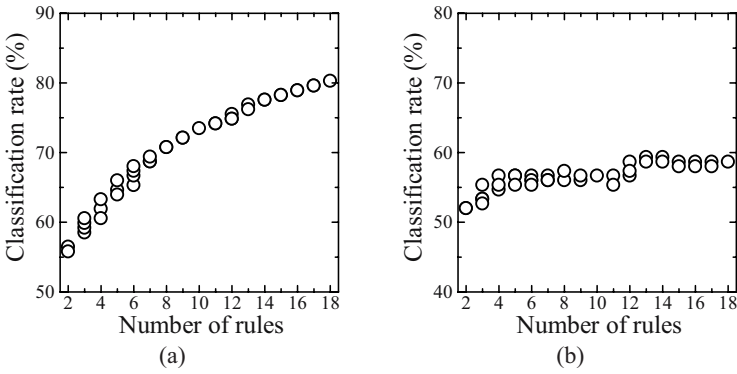 90
80
70
60
50
Classification rate (%)
2 4 6 8 10 12 14 16 18
Number of rules
(a)
80
70
60
50
40
Classification rate (%)
2 4 6 8 10 12 14 16 18
Number of rules
(b)